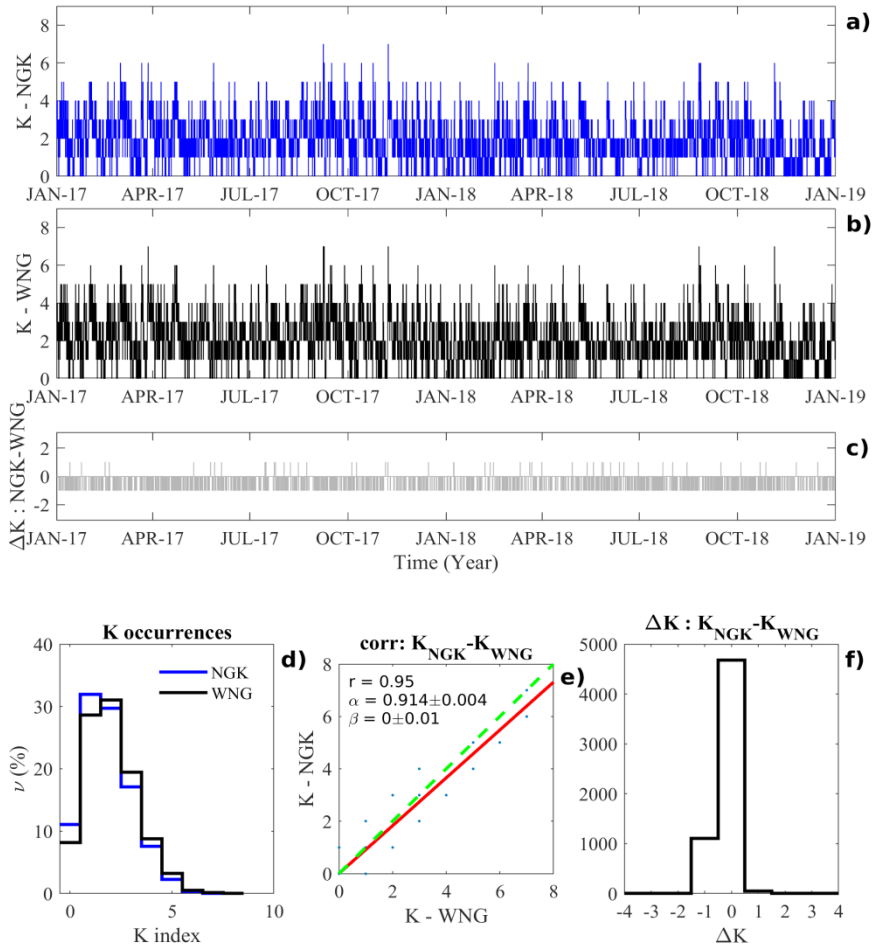 a)
K - NGK
8
6
4
2
0
JAN-17 APR-17 JUL-17 OCT-17 JAN-18 APR-18 JUL-18 OCT-18 JAN-19
b)
K - WNG
8
6
4
2
0
JAN-17 APR-17 JUL-17 OCT-17 JAN-18 APR-18 JUL-18 OCT-18 JAN-19
c)
ΔK : NGK-WNG
2
0
-2
JAN-17 APR-17 JUL-17 OCT-17 JAN-18 APR-18 JUL-18 OCT-18 JAN-19
Time (Year)
K occurrences
d)
ν (%)
40
30
20
10
0
NGK
WNG
0 5 10
K index
corr: K_NGK-K_WNG
e)
K - NGK
8
6
4
2
0
r = 0.95
α = 0.914±0.004
β = 0±0.01
0 2 4 6 8
K - WNG
ΔK : K_NGK-K_WNG
f)
5000
4000
3000
2000
1000
0
-4 -3 -2 -1 0 1 2 3 4
ΔK